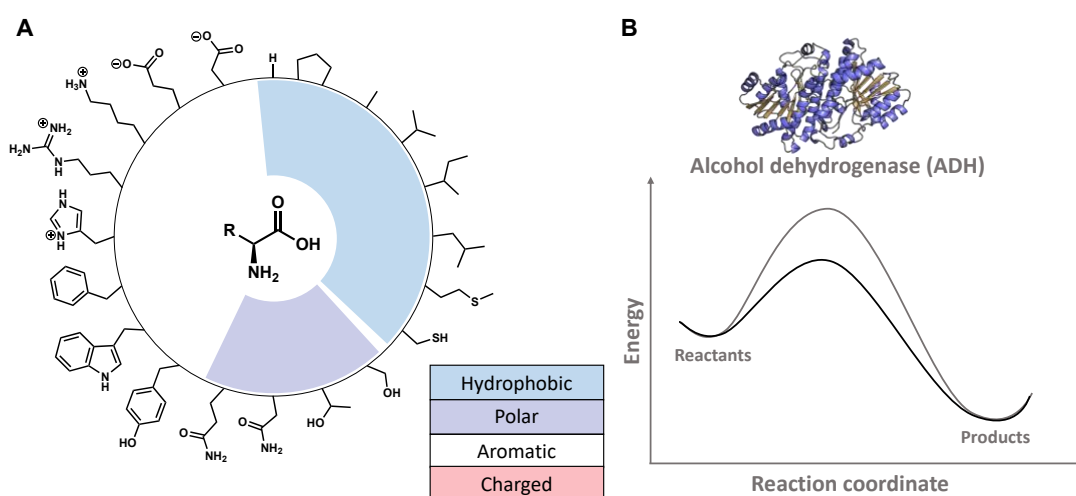 A
B
H
⊖O
O
⊖O
O
⊕
H₃N
⊕
NH₂
H₂N
N
H
H
N
N
H
⊕
N
H
HO
O
NH₂
O
NH₂
HO
OH
SH
S
R
O
OH
NH₂
Hydrophobic
Polar
Aromatic
Charged
Alcohol dehydrogenase (ADH)
Energy
Reactants
Products
Reaction coordinate